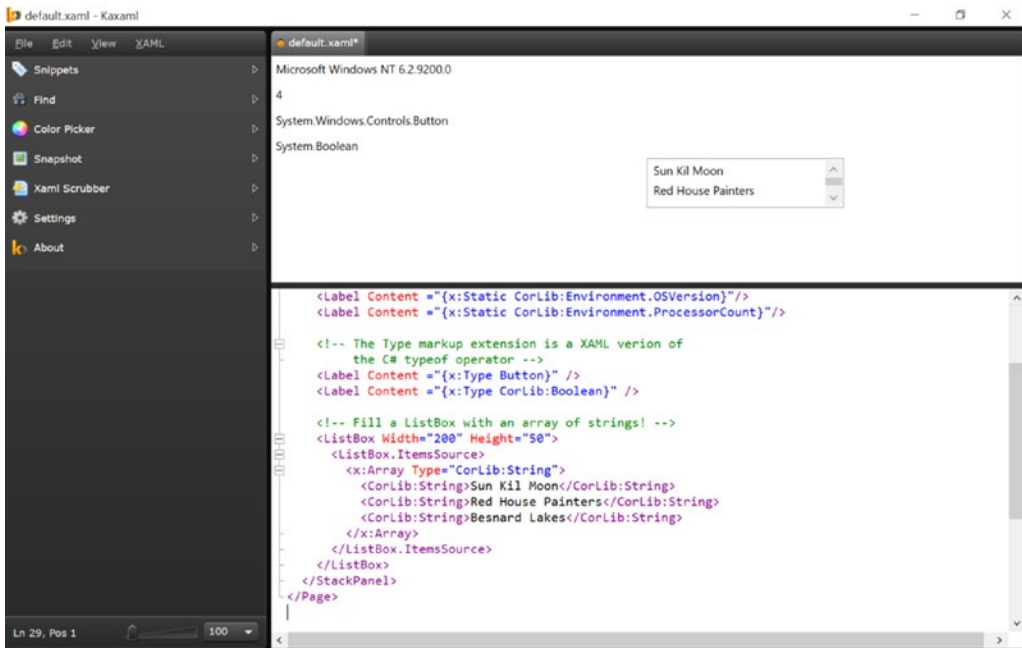 default.xaml - Kaxaml
File Edit View XAML
Snippets
Find
Color Picker
Snapshot
Xaml Scrubber
Settings
About
Ln 29, Pos 1
100
default.xaml*
Microsoft Windows NT 6.2.9200.0
4
System.Windows.Controls.Button
System.Boolean
Sun Kil Moon
Red House Painters
<Label Content ="{x:Static CorLib:Environment.OSVersion}"/>
<Label Content ="{x:Static CorLib:Environment.ProcessorCount}"/>
<!-- The Type markup extension is a XAML verion of
the C# typeof operator -->
<Label Content ="{x:Type Button}" />
<Label Content ="{x:Type CorLib:Boolean}" />
<!-- Fill a ListBox with an array of strings! -->
<ListBox Width="200" Height="50">
<ListBox.ItemsSource>
<x:Array Type="CorLib:String">
<CorLib:String>Sun Kil Moon</CorLib:String>
<CorLib:String>Red House Painters</CorLib:String>
<CorLib:String>Besnard Lakes</CorLib:String>
</x:Array>
</ListBox.ItemsSource>
</ListBox>
</StackPanel>
</Page>